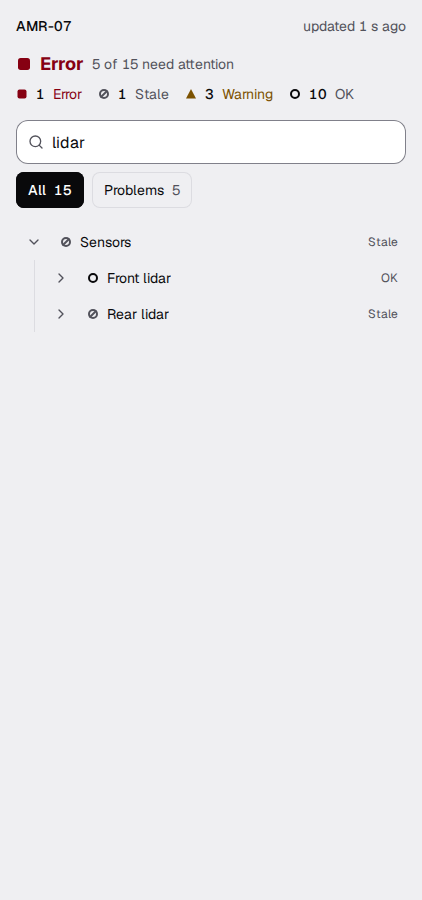 AMR-07 updated 1 s ago
Error 5 of 15 need attention
1 Error 1 Stale 3 Warning 10 OK
lidar
All 15 Problems 5
Sensors Stale
Front lidar OK
Rear lidar Stale